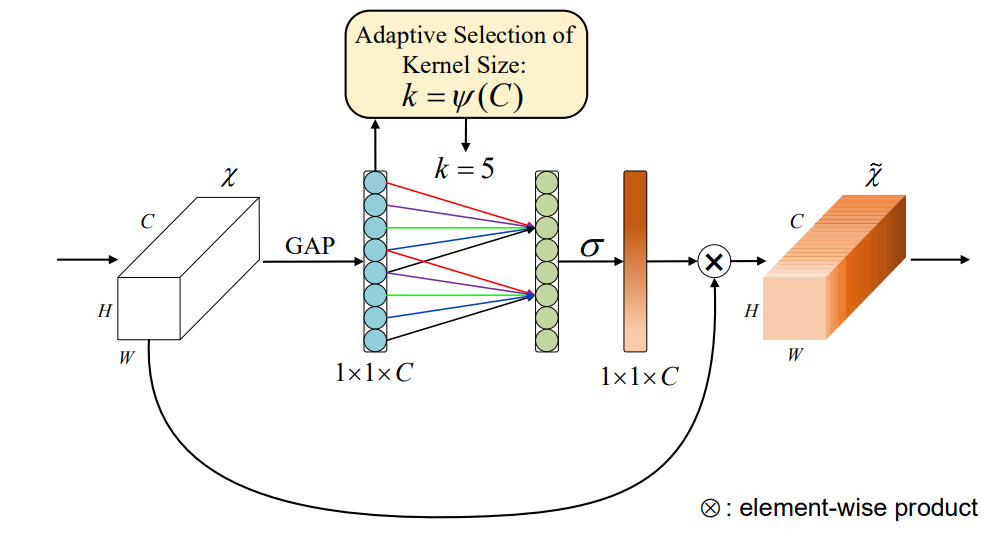 Adaptive Selection of
Kernel Size:
k = ψ(C)
k = 5
χ
C
H
W
GAP
1×1×C
σ
1×1×C
⊗
χ̃
C
H
W
⊗: element-wise product